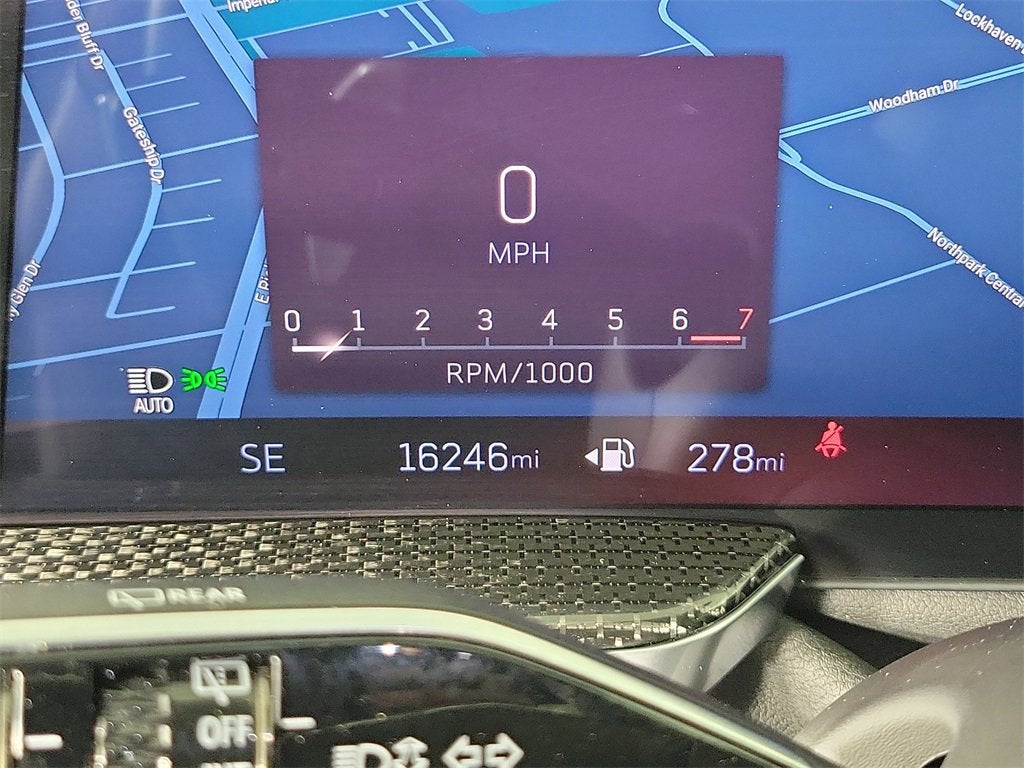 Imperial
der Bluff Dr
Lockhaven
Woodham Dr
Gateship Dr
Northpark Central
y Glen Dr
0
MPH
0 1 2 3 4 5 6 7
RPM/1000
AUTO
SE 16246mi 278mi
REAR
OFF